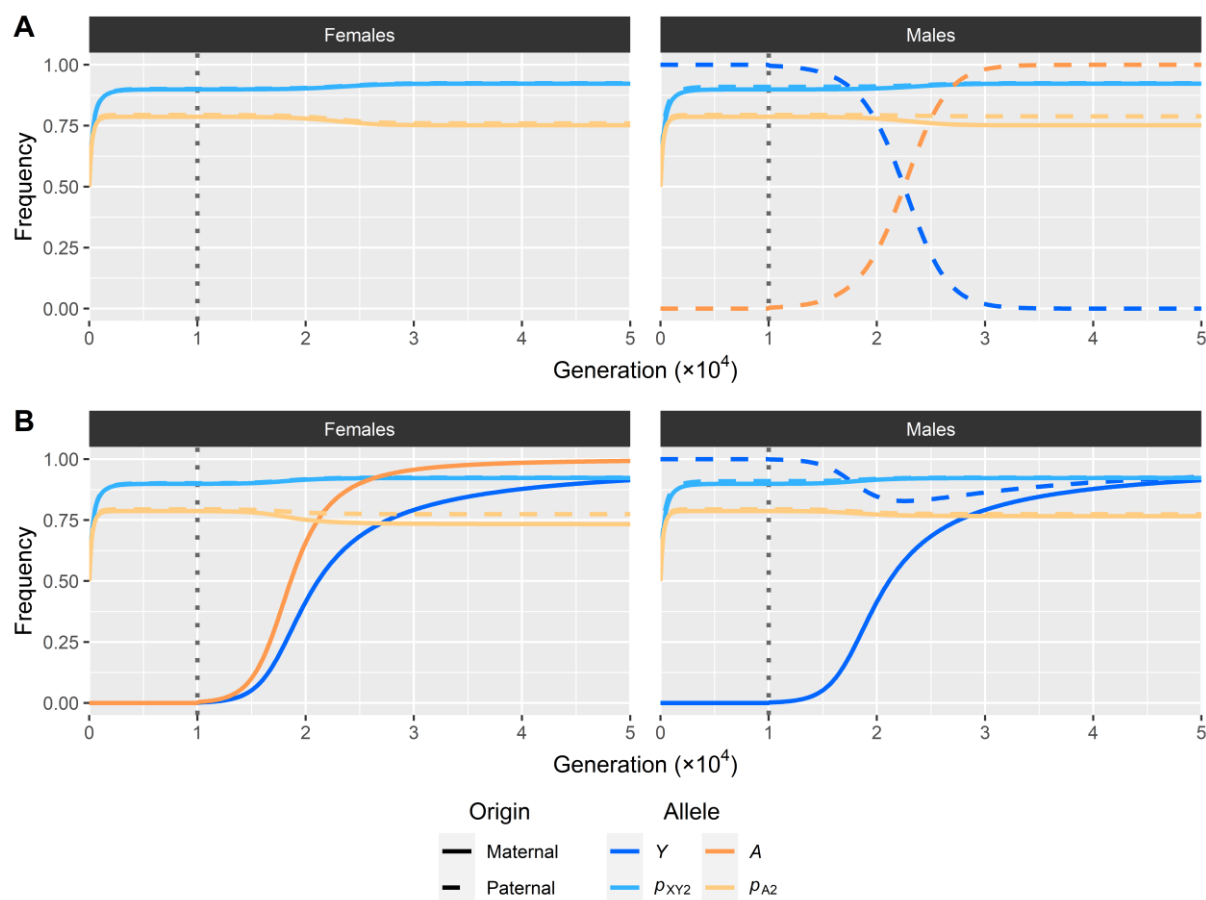 A
Females
Males
Frequency
1.00
0.75
0.50
0.25
0.00
0 1 2 3 4 5
0 1 2 3 4 5
Generation (×10⁴)
B
Females
Males
Frequency
1.00
0.75
0.50
0.25
0.00
0 1 2 3 4 5
0 1 2 3 4 5
Generation (×10⁴)
Origin
Maternal
Paternal
Allele
Y A
pXY2 pA2